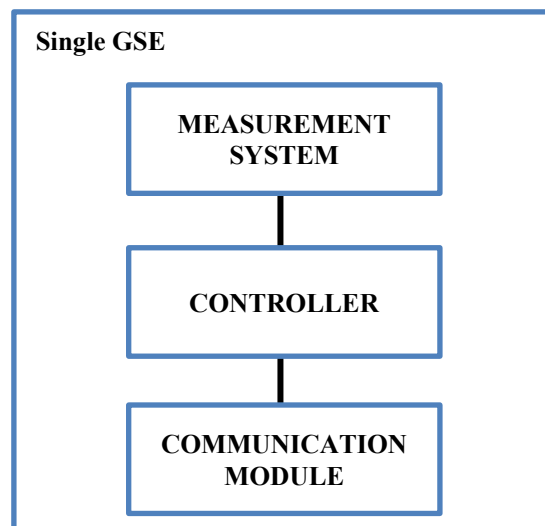 Single GSE
MEASUREMENT
SYSTEM
CONTROLLER
COMMUNICATION
MODULE